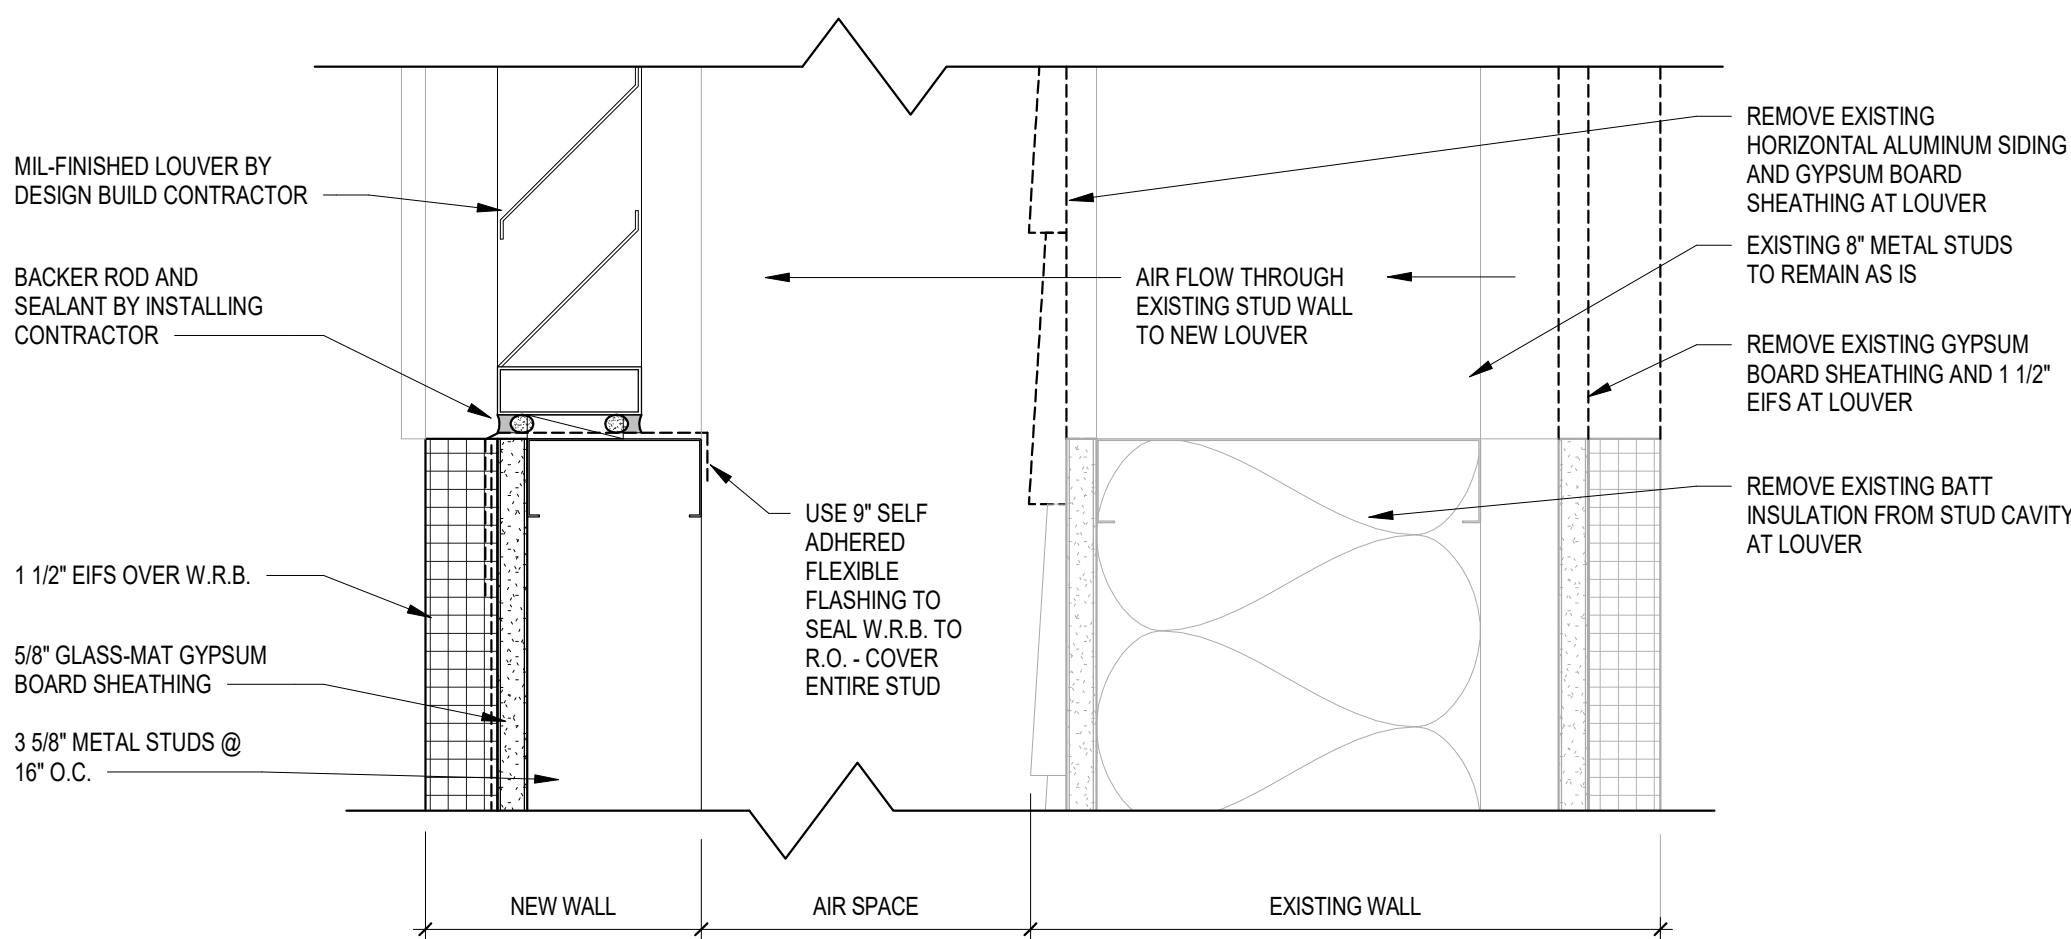 MIL-FINISHED LOUVER BY
DESIGN BUILD CONTRACTOR
BACKER ROD AND
SEALANT BY INSTALLING
CONTRACTOR
1 1/2" EIFS OVER W.R.B.
5/8" GLASS-MAT GYPSUM
BOARD SHEATHING
3 5/8" METAL STUDS @
16" O.C.
USE 9" SELF
ADHERED
FLEXIBLE
FLASHING TO
SEAL W.R.B. TO
R.O. - COVER
ENTIRE STUD
AIR FLOW THROUGH
EXISTING STUD WALL
TO NEW LOUVER
REMOVE EXISTING
HORIZONTAL ALUMINUM SIDING
AND GYPSUM BOARD
SHEATHING AT LOUVER
EXISTING 8" METAL STUDS
TO REMAIN AS IS
REMOVE EXISTING GYPSUM
BOARD SHEATHING AND 1 1/2"
EIFS AT LOUVER
REMOVE EXISTING BATT
INSULATION FROM STUD CAVITY
AT LOUVER
NEW WALL
AIR SPACE
EXISTING WALL